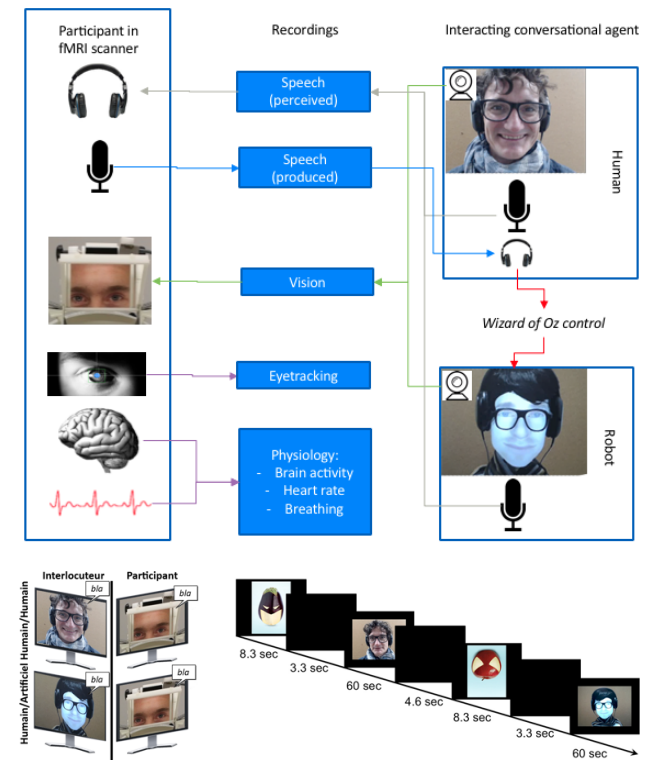 Participant in
fMRI scanner
Recordings
Interacting conversational agent
Speech
(perceived)
Speech
(produced)
Human
Vision
Wizard of Oz control
Eyetracking
Robot
Physiology:
- Brain activity
- Heart rate
- Breathing
Interlocuteur
Participant
bla
bla
Humain/Artificiel Humain/Humain
bla
bla
8.3 sec
3.3 sec
60 sec
4.6 sec
8.3 sec
3.3 sec
60 sec